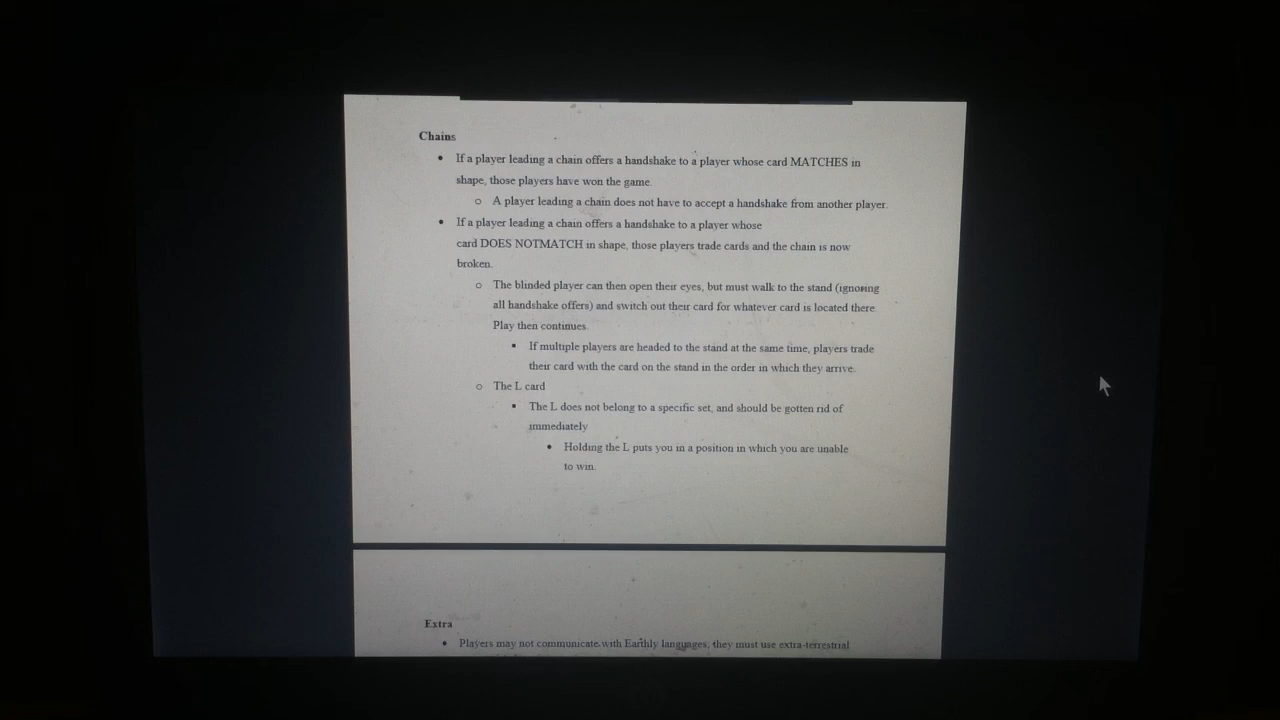 Chains
• If a player leading a chain offers a handshake to a player whose card MATCHES in
shape, those players have won the game.
o A player leading a chain does not have to accept a handshake from another player.
• If a player leading a chain offers a handshake to a player whose
card DOES NOTMATCH in shape, those players trade cards and the chain is now
broken.
o The blinded player can then open their eyes, but must walk to the stand (ignoring
all handshake offers) and switch out their card for whatever card is located there.
Play then continues.
▪ If multiple players are headed to the stand at the same time, players trade
their card with the card on the stand in the order in which they arrive.
o The L card
▪ The L does not belong to a specific set, and should be gotten rid of
immediately
• Holding the L puts you in a position in which you are unable
to win.
Extra
• Players may not communicate with Earthly languages, they must use extra-terrestrial